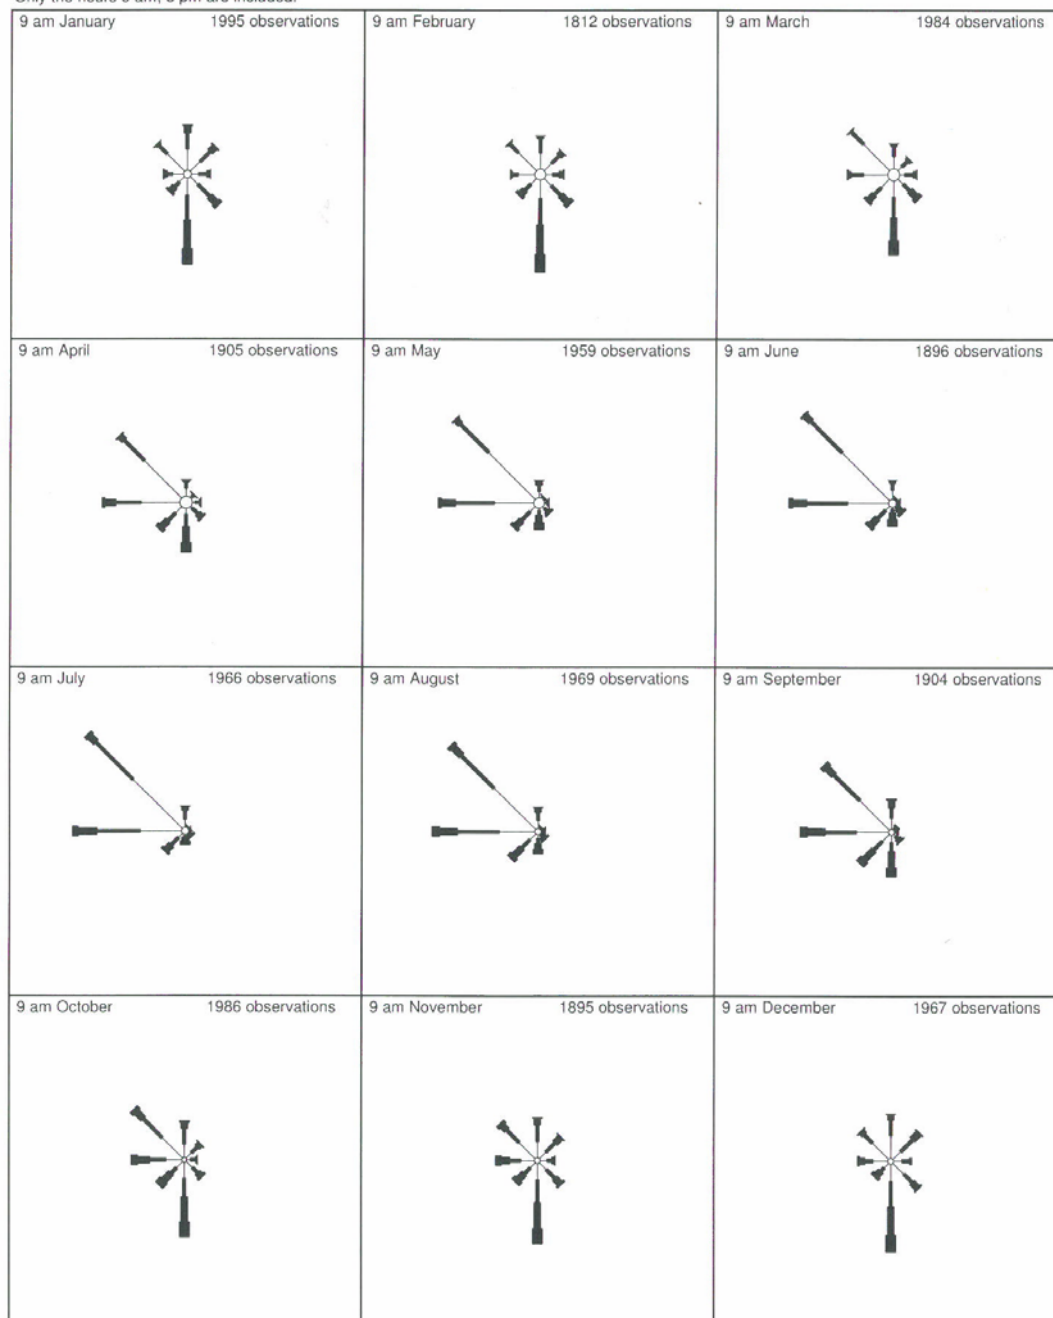 9 am January 1995 observations
9 am February 1812 observations
9 am March 1984 observations
9 am April 1905 observations
9 am May 1959 observations
9 am June 1896 observations
9 am July 1966 observations
9 am August 1969 observations
9 am September 1904 observations
9 am October 1986 observations
9 am November 1895 observations
9 am December 1967 observations